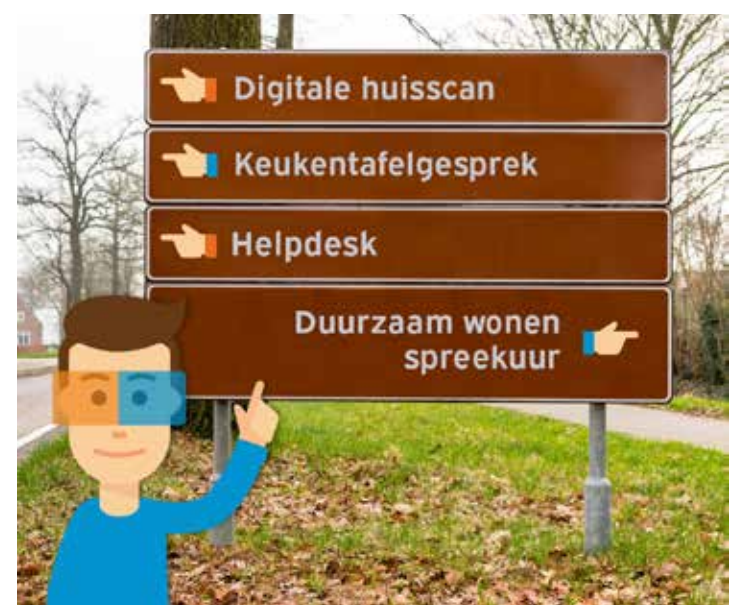 Digitale huisscan
Keukentafelgesprek
Helpdesk
Duurzaam wonen
spreekuur